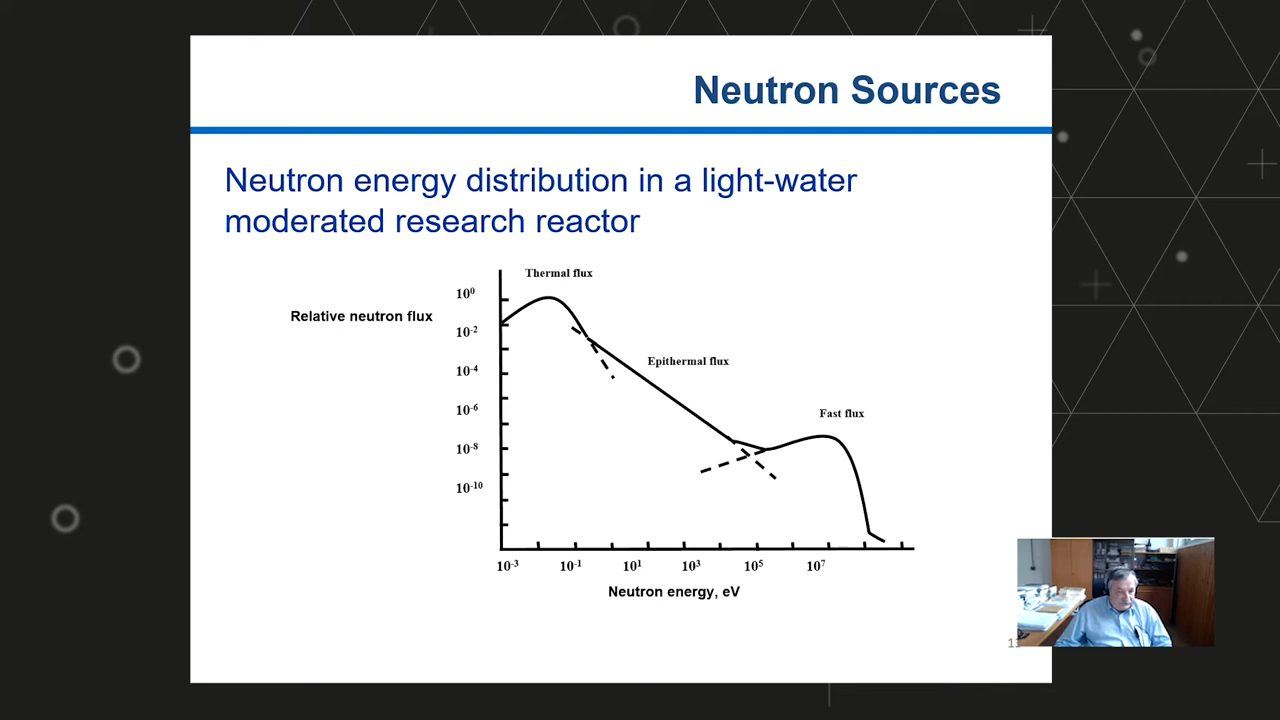 Neutron Sources
Neutron energy distribution in a light-water
moderated research reactor
Thermal flux
10⁰
Relative neutron flux
10⁻²
Epithermal flux
10⁻⁴
10⁻⁶
Fast flux
10⁻⁸
10⁻¹⁰
10⁻³ 10⁻¹ 10¹ 10³ 10⁵ 10⁷
Neutron energy, eV